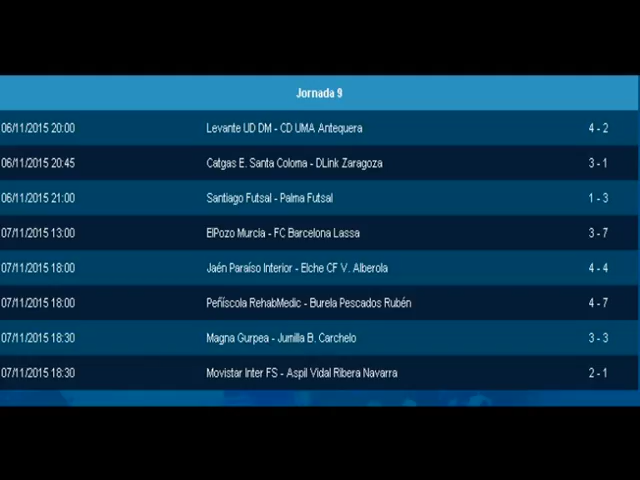 Jornada 9
06/11/2015 20:00 Levante UD DM - CD UMA Antequera 4 - 2
06/11/2015 20:45 Catgas E. Santa Coloma - DLink Zaragoza 3 - 1
06/11/2015 21:00 Santiago Futsal - Palma Futsal 1 - 3
07/11/2015 13:00 ElPozo Murcia - FC Barcelona Lassa 3 - 7
07/11/2015 18:00 Jaén Paraíso Interior - Elche CF V. Alberola 4 - 4
07/11/2015 18:00 Peñíscola RehabMedic - Burela Pescados Rubén 4 - 7
07/11/2015 18:30 Magna Gurpea - Jumilla B. Carchelo 3 - 3
07/11/2015 18:30 Movistar Inter FS - Aspil Vidal Ribera Navarra 2 - 1